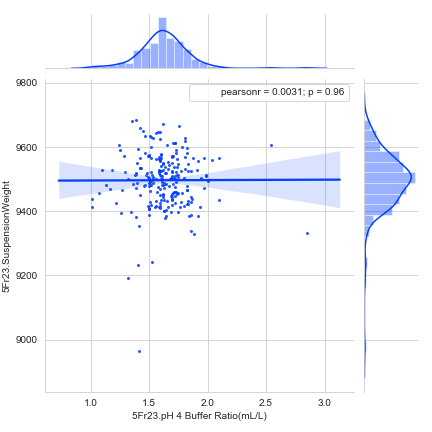 9800
pearsonr = 0.0031; p = 0.96
9600
9400
9200
9000
5Fr23.SuspensionWeight
1.0 1.5 2.0 2.5 3.0
5Fr23.pH 4 Buffer Ratio(mL/L)